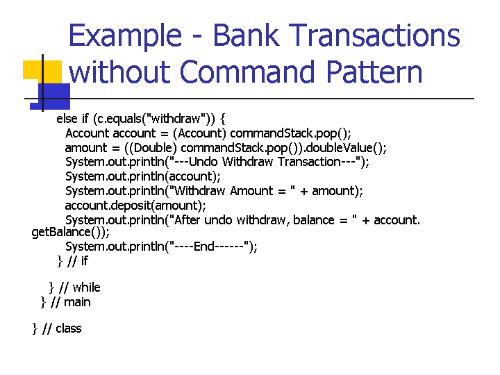 Example - Bank Transactions
without Command Pattern
else if (c.equals("withdraw")) {
Account account = (Account) commandStack.pop();
amount = ((Double) commandStack.pop()).doubleValue();
System.out.println("---Undo Withdraw Transaction---");
System.out.println(account);
System.out.println("Withdraw Amount = " + amount);
account.deposit(amount);
System.out.println("After undo withdraw, balance = " + account.
getBalance());
System.out.println("----End------");
} // if
} // while
} // main
} // class